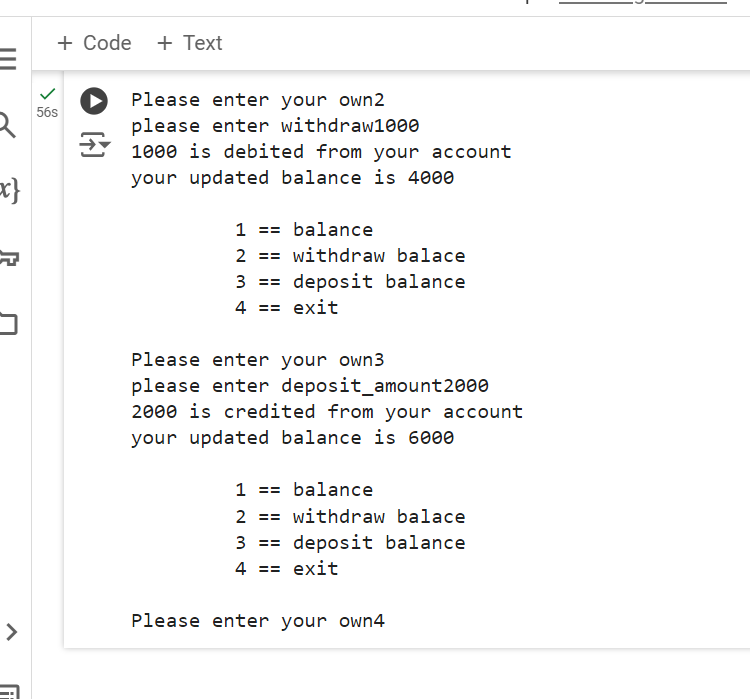 + Code + Text
56s
Please enter your own2
please enter withdraw1000
1000 is debited from your account
your updated balance is 4000
1 == balance
2 == withdraw balace
3 == deposit balance
4 == exit
Please enter your own3
please enter deposit_amount2000
2000 is credited from your account
your updated balance is 6000
1 == balance
2 == withdraw balace
3 == deposit balance
4 == exit
Please enter your own4